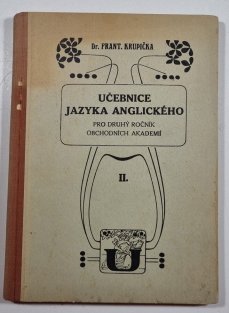 Dr. FRANT. KRUPIČKA
UČEBNICE
JAZYKA ANGLICKÉHO
PRO DRUHÝ ROČNÍK
OBCHODNÍCH AKADEMIÍ
II.
U